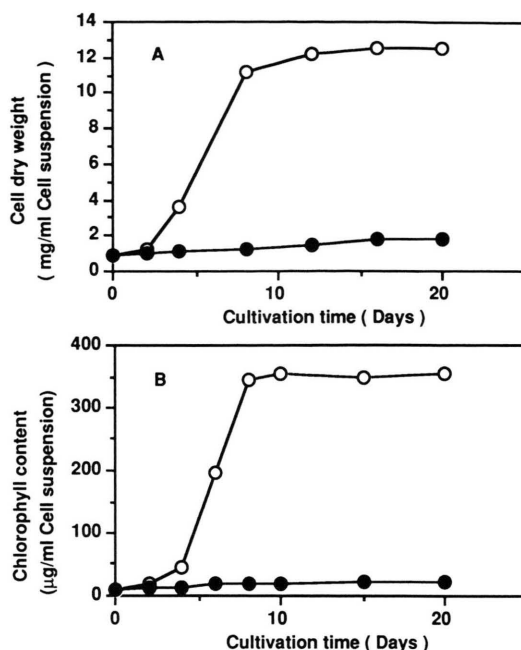 14
12
10
8
6
4
2
0
A
Cell dry weight
( mg/ml Cell suspension )
0
10
20
Cultivation time ( Days )
400
300
200
100
0
B
Chlorophyll content
(μg/ml Cell suspension)
0
10
20
Cultivation time ( Days )